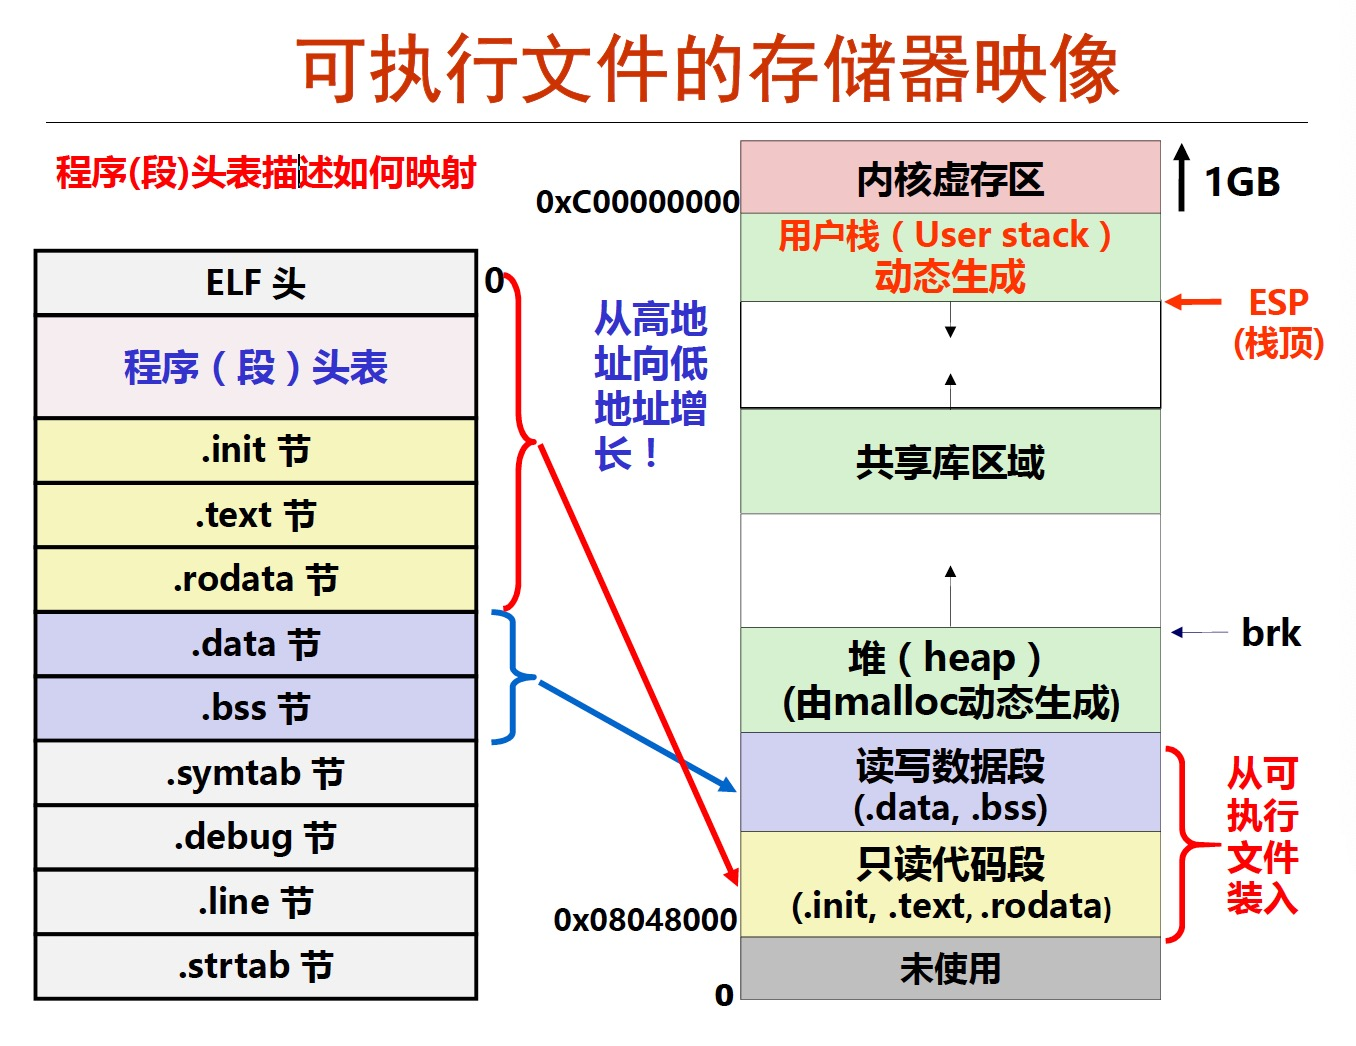 可执行文件的存储器映像
程序(段)头表描述如何映射
ELF 头
程序（段）头表
.init 节
.text 节
.rodata 节
.data 节
.bss 节
.symtab 节
.debug 节
.line 节
.strtab 节
0
从高地
址向低
地址增
长！
0xC00000000
内核虚存区
1GB
用户栈（User stack）
动态生成
ESP
(栈顶)
共享库区域
brk
堆（heap）
(由malloc动态生成)
读写数据段
(.data, .bss)
只读代码段
(.init, .text, .rodata)
0x08048000
未使用
0
从可
执行
文件
装入